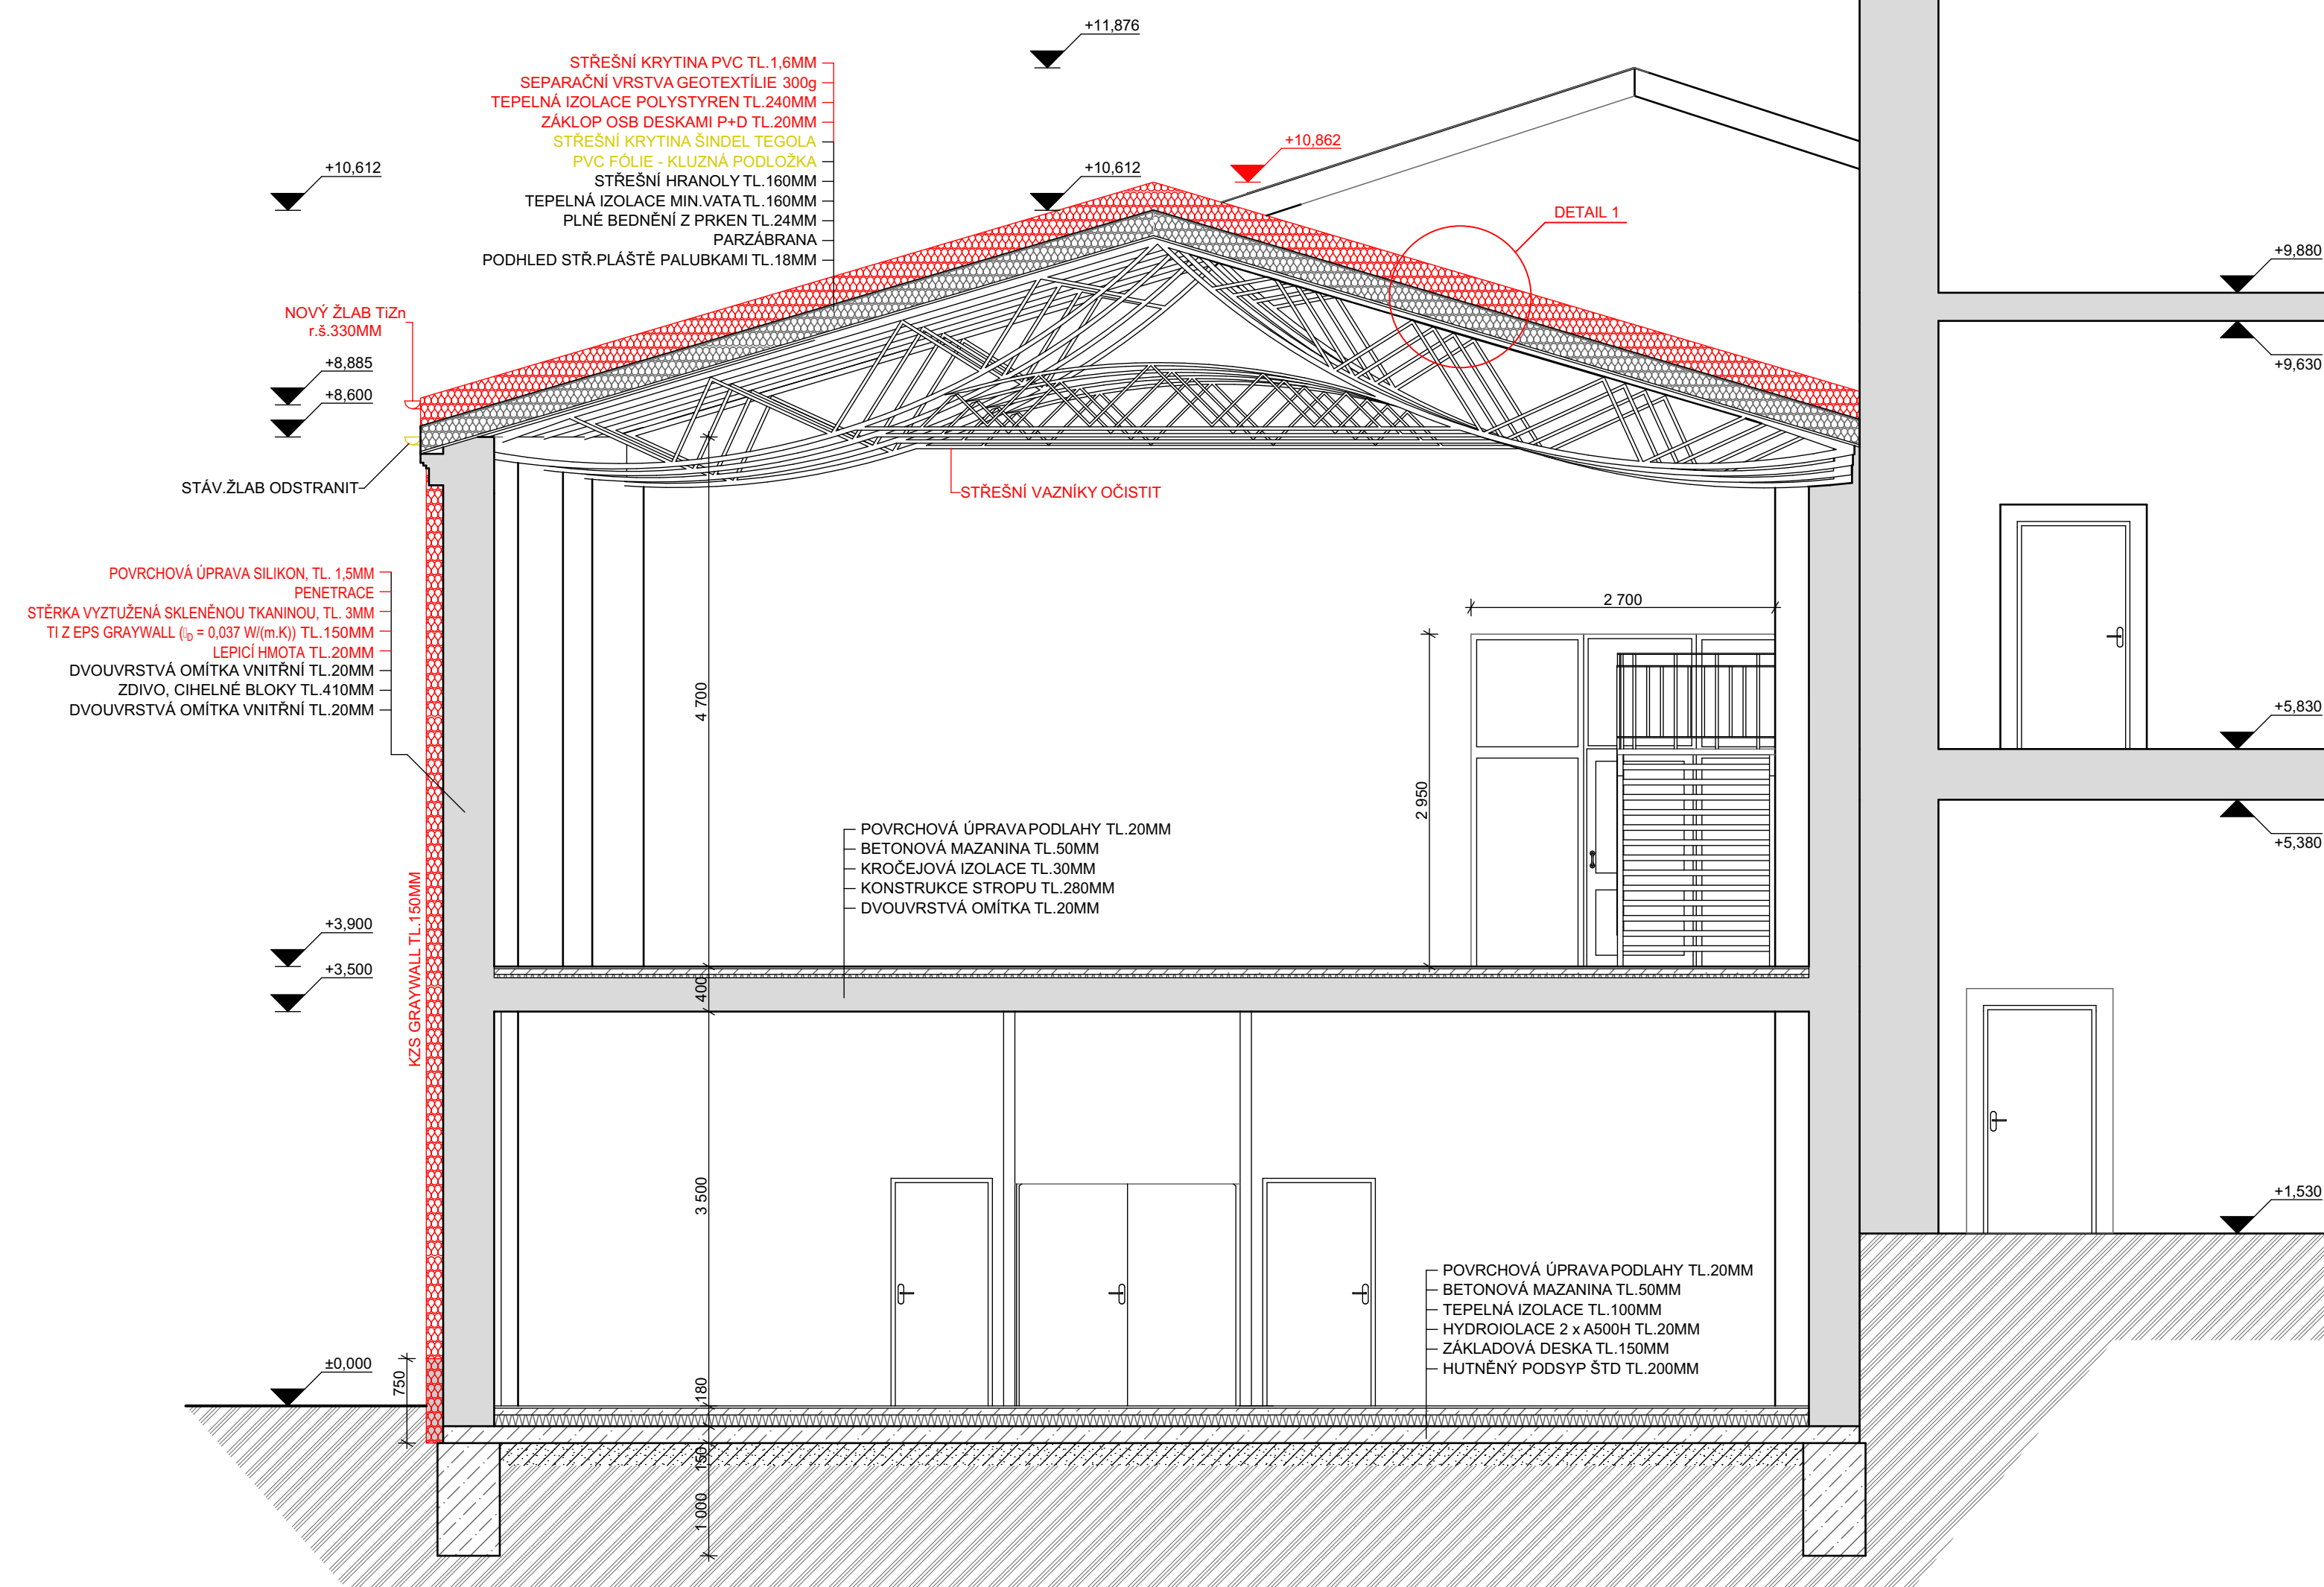 +11,876
STŘEŠNÍ KRYTINA PVC TL.1,6MM
SEPARAČNÍ VRSTVA GEOTEXTÍLIE 300g
TEPELNÁ IZOLACE POLYSTYREN TL.240MM
ZÁKLOP OSB DESKAMI P+D TL.20MM
STŘEŠNÍ KRYTINA ŠINDEL TEGOLA
PVC FÓLIE - KLUZNÁ PODLOŽKA
STŘEŠNÍ HRANOLY TL.160MM
TEPELNÁ IZOLACE MIN.VATA TL.160MM
PLNÉ BEDNĚNÍ Z PRKEN TL.24MM
PARZÁBRANA
PODHLED STŘ.PLÁŠTĚ PALUBKAMI TL.18MM
+10,862
+10,612
+10,612
DETAIL 1
+9,880
+9,630
NOVÝ ŽLAB TiZn
r.š.330MM
+8,885
+8,600
STÁV.ŽLAB ODSTRANIT
STŘEŠNÍ VAZNÍKY OČISTIT
POVRCHOVÁ ÚPRAVA SILIKON, TL. 1,5MM
PENETRACE
STĚRKA VYZTUŽENÁ SKLENĚNOU TKANINOU, TL. 3MM
TI Z EPS GRAYWALL (D = 0,037 W/(m.K)) TL.150MM
LEPICÍ HMOTA TL.20MM
DVOUVRSTVÁ OMÍTKA VNITŘNÍ TL.20MM
ZDIVO, CIHELNÉ BLOKY TL.410MM
DVOUVRSTVÁ OMÍTKA VNITŘNÍ TL.20MM
2 700
4 700
2 950
+5,830
+5,380
POVRCHOVÁ ÚPRAVA PODLAHY TL.20MM
BETONOVÁ MAZANINA TL.50MM
KROČEJOVÁ IZOLACE TL.30MM
KONSTRUKCE STROPU TL.280MM
DVOUVRSTVÁ OMÍTKA TL.20MM
KZS GRAYWALL TL.150MM
+3,900
+3,500
400
3 500
+1,530
POVRCHOVÁ ÚPRAVA PODLAHY TL.20MM
BETONOVÁ MAZANINA TL.50MM
TEPELNÁ IZOLACE TL.100MM
HYDROIOLACE 2 x A500H TL.20MM
ZÁKLADOVÁ DESKA TL.150MM
HUTNĚNÝ PODSYP ŠTD TL.200MM
±0,000
750
180
150
1 000